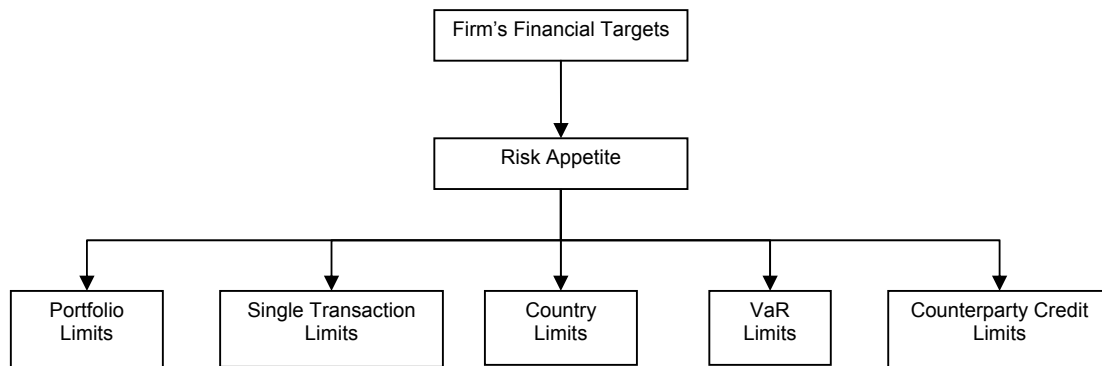 Firm’s Financial Targets
Risk Appetite
Portfolio
Limits
Single Transaction
Limits
Country
Limits
VaR
Limits
Counterparty Credit
Limits